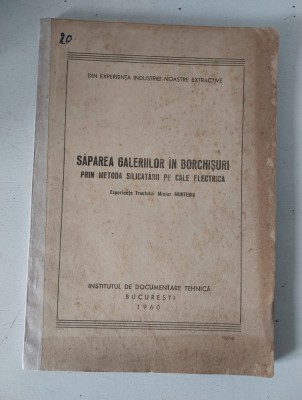 20
DIN EXPERIENȚA INDUSTRIEI NOASTRE EXTRACTIVE
SĂPAREA GALERIILOR ÎN BORCHIȘURI
PRIN METODA SILICATĂRII PE CALE ELECTRICĂ
Experiența Trustului Minier MUNTENIA
INSTITUTUL DE DOCUMENTARE TEHNICĂ
BUCUREȘTI
1960